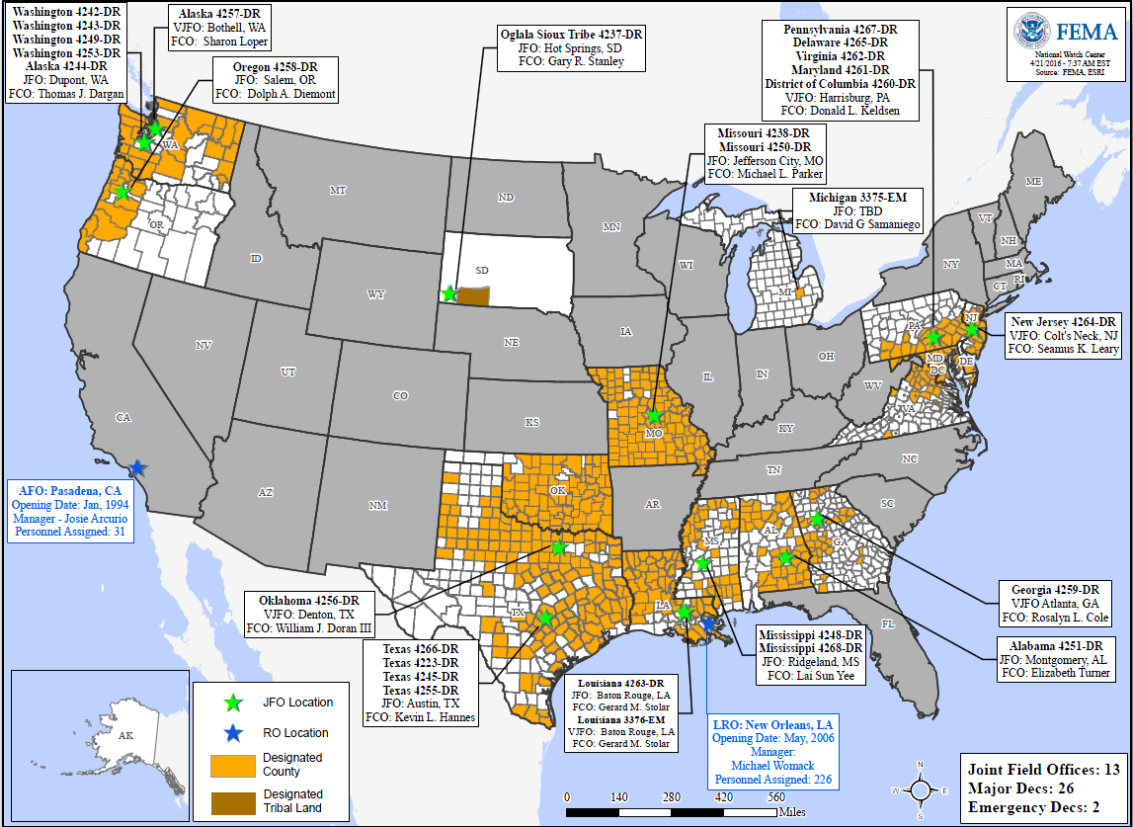 Washington 4242-DR
Washington 4243-DR
Washington 4249-DR
Washington 4253-DR
Alaska 4244-DR
JFO: Dupont, WA
FCO: Thomas J. Dargan
Alaska 4257-DR
VJFO: Bothell, WA
FCO: Sharon Loper
Oregon 4258-DR
JFO: Salem, OR
FCO: Dolph A. Diemont
Oglala Sioux Tribe 4237-DR
JFO: Hot Springs, SD
FCO: Gary R. Stanley
Pennsylvania 4267-DR
Delaware 4265-DR
Virginia 4262-DR
Maryland 4261-DR
District of Columbia 4260-DR
VJFO: Harrisburg, PA
FCO: Donald L. Keldsen
FEMA
National Watch Center
4/21/2016 - 7:37 AM EST
Source: FEMA, ESRI
Missouri 4238-DR
Missouri 4250-DR
JFO: Jefferson City, MO
FCO: Michael L. Parker
Michigan 3375-EM
JFO: TBD
FCO: David G Samaniego
New Jersey 4264-DR
VJFO: Colt's Neck, NJ
FCO: Seamus K. Leary
WA
OR
MT
ID
ND
SD
WY
MN
WI
MI
ME
VT
NH
NY
MA
CT
RI
NV
UT
CO
NE
IA
IL
IN
OH
PA
NJ
MD
DE
DC
WV
VA
CA
AZ
NM
KS
MO
KY
TN
NC
SC
OK
AR
TX
LA
MS
AL
GA
FL
AK
AFO: Pasadena, CA
Opening Date: Jan, 1994
Manager - Josie Arcurio
Personnel Assigned: 31
Oklahoma 4256-DR
VJFO: Denton, TX
FCO: William J. Doran III
Texas 4266-DR
Texas 4223-DR
Texas 4245-DR
Texas 4255-DR
JFO: Austin, TX
FCO: Kevin L. Hannes
Louisiana 4263-DR
JFO: Baton Rouge, LA
FCO: Gerard M. Stolar
Louisiana 3376-EM
VJFO: Baton Rouge, LA
FCO: Gerard M. Stolar
LRO: New Orleans, LA
Opening Date: May, 2006
Manager:
Michael Womack
Personnel Assigned: 226
Mississippi 4248-DR
Mississippi 4268-DR
JFO: Ridgeland, MS
FCO: Lai Sun Yee
Georgia 4259-DR
VJFO Atlanta, GA
FCO: Rosalyn L. Cole
Alabama 4251-DR
JFO: Montgomery, AL
FCO: Elizabeth Turner
JFO Location
RO Location
Designated
County
Designated
Tribal Land
0 140 280 420 560
Miles
N
W
E
S
Joint Field Offices: 13
Major Decs: 26
Emergency Decs: 2